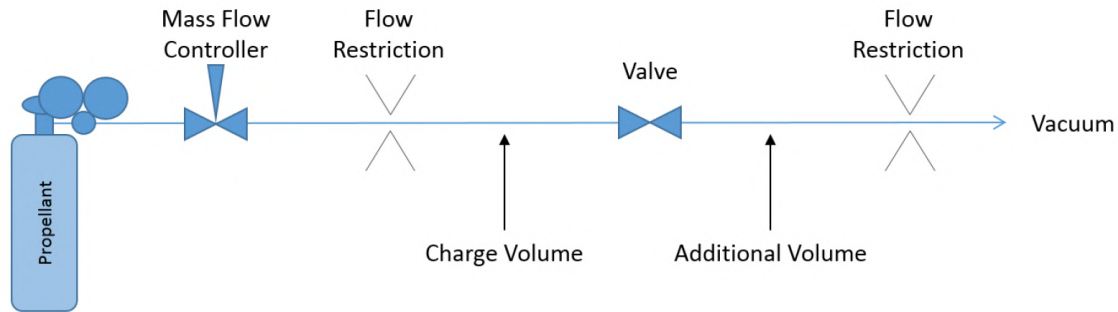 Mass Flow
Controller
Flow
Restriction
Valve
Flow
Restriction
Vacuum
Propellant
Charge Volume
Additional Volume